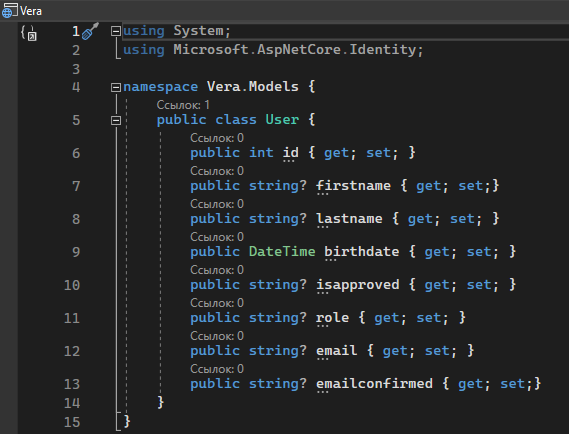 Vera
1 using System;
2 using Microsoft.AspNetCore.Identity;
3
4 namespace Vera.Models {
Ссылок: 1
5 public class User {
Ссылок: 0
6 public int id { get; set; }
Ссылок: 0
7 public string? firstname { get; set;}
Ссылок: 0
8 public string? lastname { get; set; }
Ссылок: 0
9 public DateTime birthdate { get; set; }
Ссылок: 0
10 public string? isapproved { get; set; }
Ссылок: 0
11 public string? role { get; set; }
Ссылок: 0
12 public string? email { get; set; }
Ссылок: 0
13 public string? emailconfirmed { get; set;}
14 }
15 }